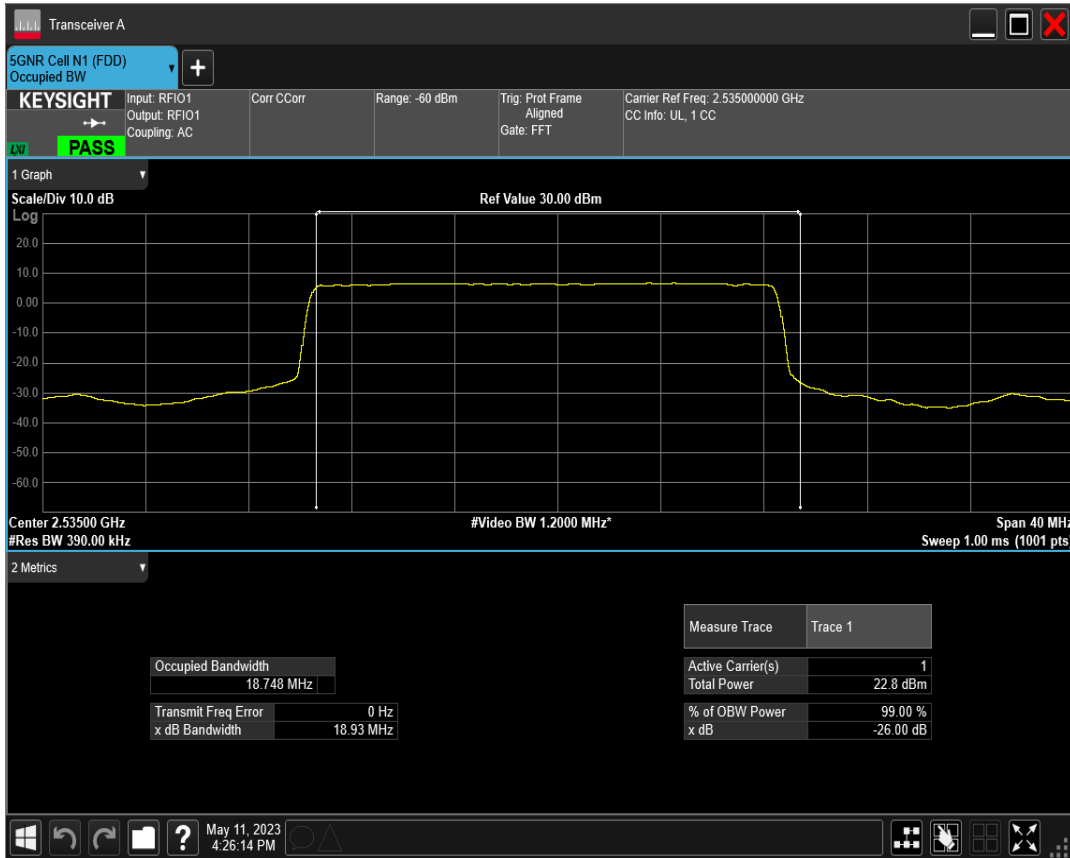 Transceiver A
5GNR Cell N1 (FDD)
Occupied BW
KEYSIGHT
LXI
PASS
Input: RFIO1
Output: RFIO1
Coupling: AC
Corr CCorr
Range: -60 dBm
Trig: Prot Frame
Aligned
Gate: FFT
Carrier Ref Freq: 2.535000000 GHz
CC Info: UL, 1 CC
1 Graph
Scale/Div 10.0 dB
Ref Value 30.00 dBm
Log
20.0
10.0
0.00
-10.0
-20.0
-30.0
-40.0
-50.0
-60.0
Center 2.53500 GHz
#Video BW 1.2000 MHz*
Span 40 MHz
#Res BW 390.00 kHz
Sweep 1.00 ms (1001 pts)
2 Metrics
Measure Trace Trace 1
Occupied Bandwidth
18.748 MHz
Active Carrier(s) 1
Total Power 22.8 dBm
Transmit Freq Error 0 Hz
x dB Bandwidth 18.93 MHz
% of OBW Power 99.00 %
x dB -26.00 dB
?
May 11, 2023
4:26:14 PM